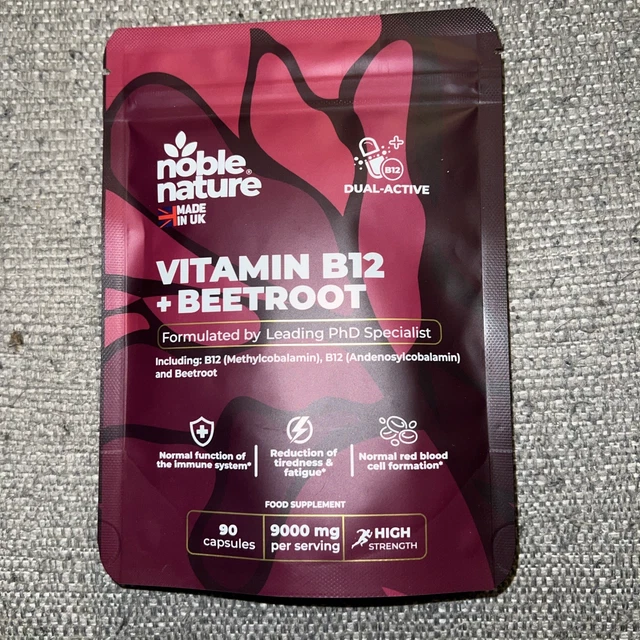 noble
nature®
MADE
IN UK
+
B12
DUAL-ACTIVE
VITAMIN B12
+ BEETROOT
Formulated by Leading PhD Specialist
Including: B12 (Methylcobalamin), B12 (Andenosylcobalamin)
and Beetroot
Normal function of
the immune system*
Reduction of
tiredness &
fatigue*
Normal red blood
cell formation*
FOOD SUPPLEMENT
90
capsules
9000 mg
per serving
HIGH
STRENGTH